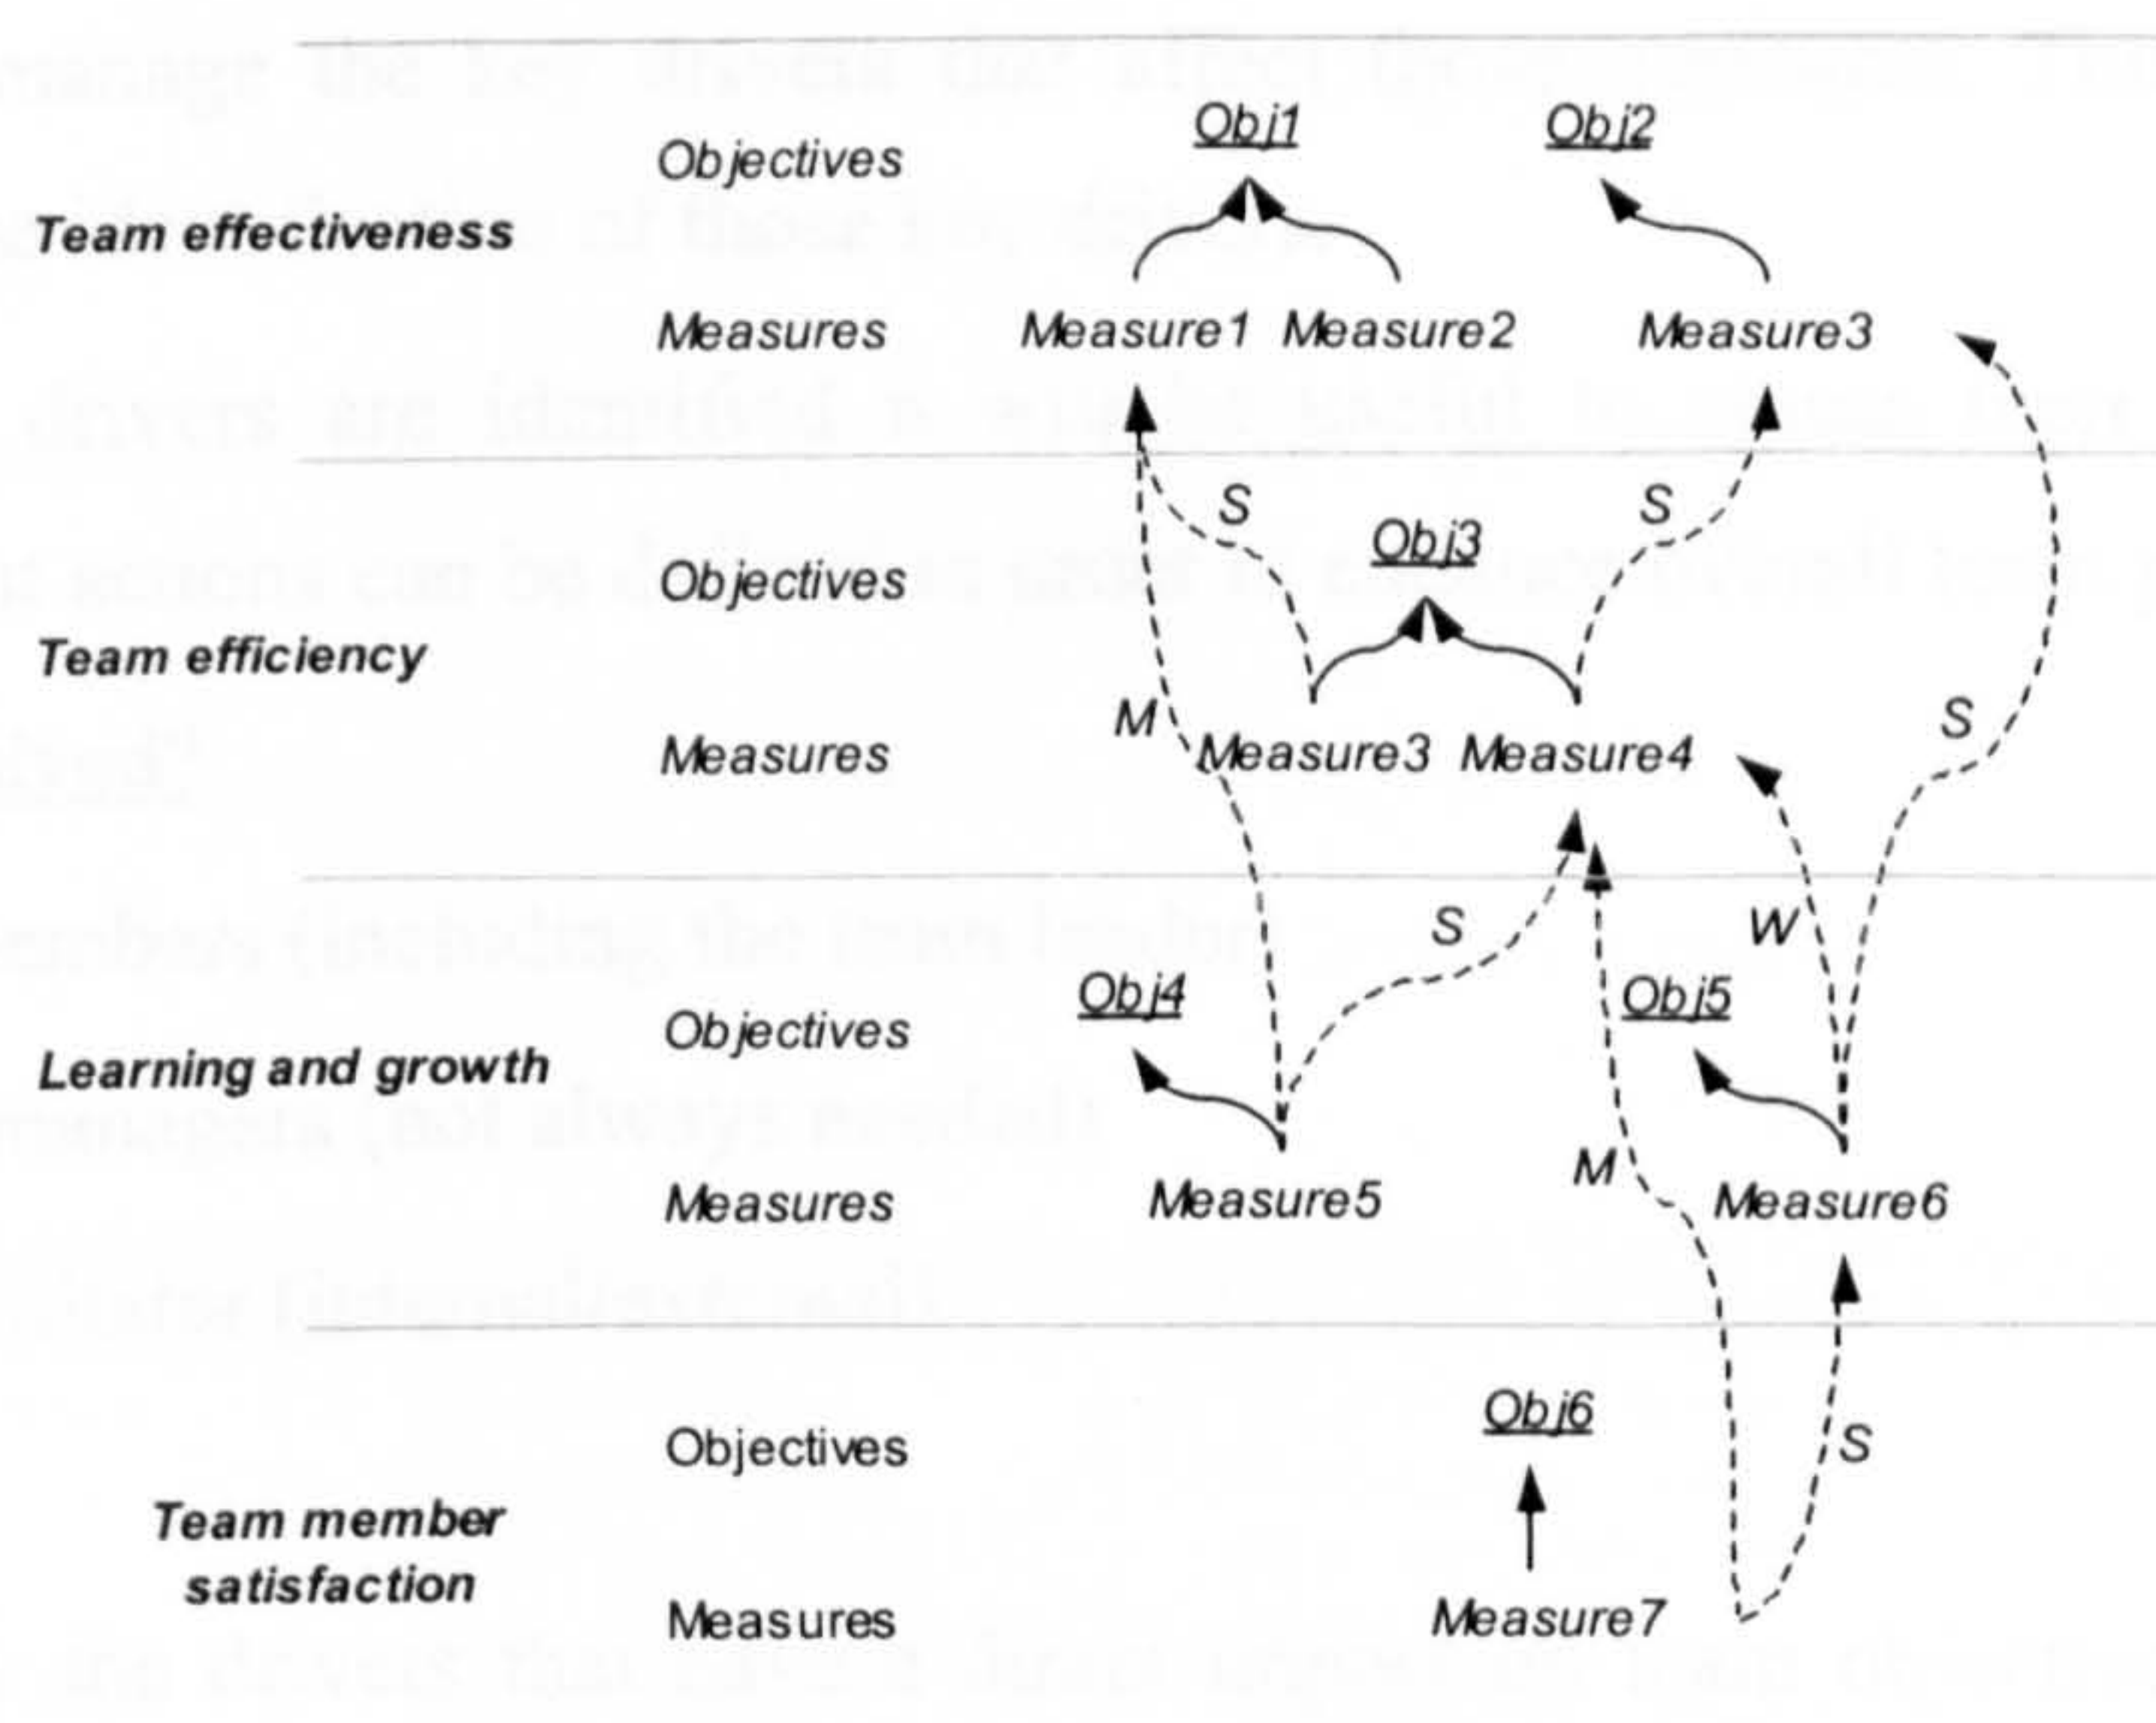 Obj1 Obj2
Objectives
Team effectiveness
Measures Measure1 Measure2 Measure3
S S
Obj3
Objectives
Team efficiency
M S
Measures Measure3 Measure4
S W
Obj4 Obj5
Objectives
Learning and growth
M
Measures Measure5 Measure6
Obj6
Objectives S
Team member
satisfaction
Measures Measure7